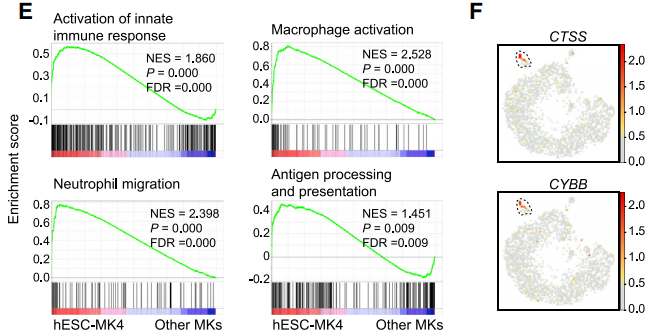 E
Activation of innate
immune response
NES = 1.860
P = 0.000
FDR =0.000
0.5
0.3
0.1
-0.1
Macrophage activation
NES = 2.528
P = 0.000
FDR =0.000
0.8
0.6
0.4
0.2
0.0
Enrichment score
Neutrophil migration
NES = 2.398
P = 0.000
FDR =0.000
0.8
0.6
0.4
0.2
0.0
hESC-MK4 Other MKs
Antigen processing
and presentation
NES = 1.451
P = 0.009
FDR =0.009
0.4
0.2
0
-0.2
hESC-MK4 Other MKs
F
CTSS
2.0
1.5
1.0
0.5
0.0
CYBB
2.0
1.5
1.0
0.5
0.0